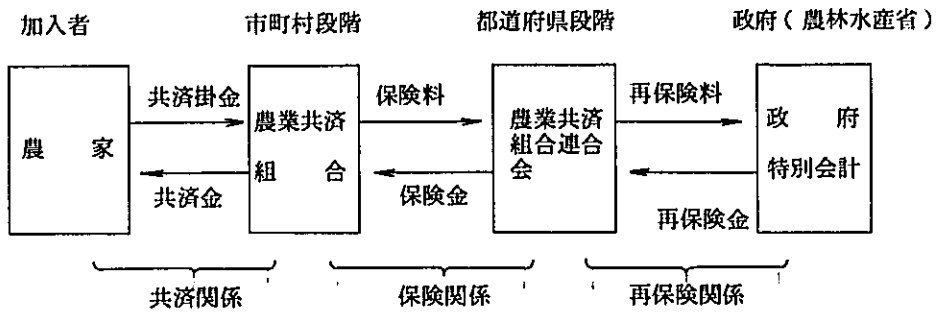 加入者
市町村段階
都道府県段階
政府(農林水産省)
農家
共済掛金
共済金
農業共済
組合
保険料
保険金
農業共済
組合連合
会
再保険料
再保険金
政府
特別会計
共済関係
保険関係
再保険関係